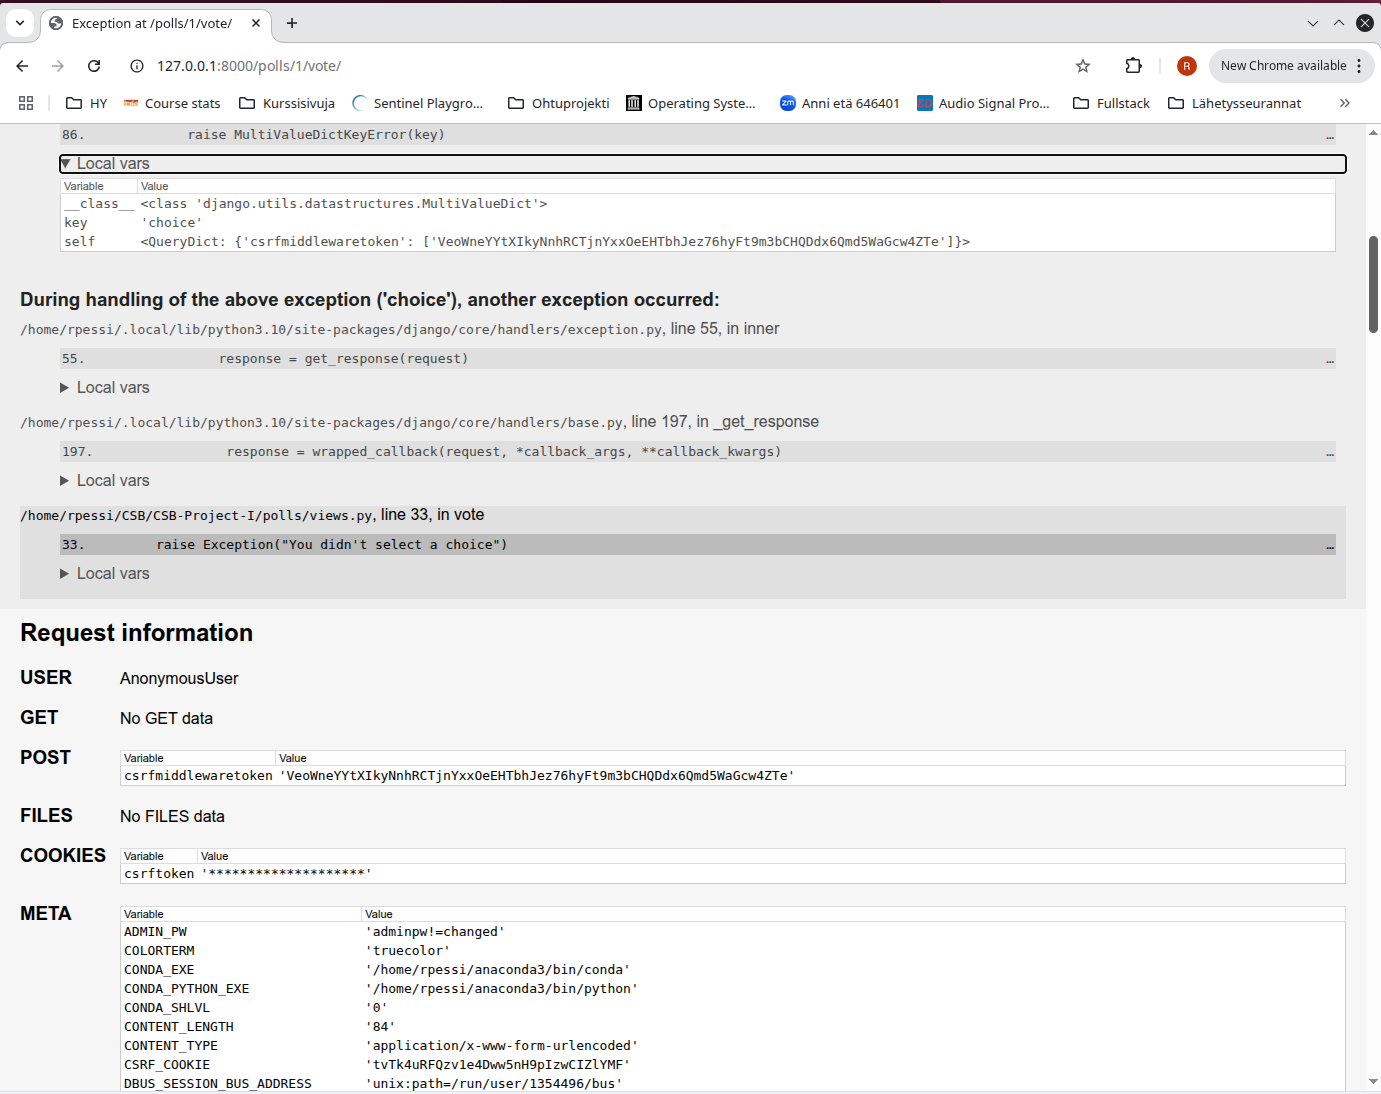 Exception at /polls/1/vote/
127.0.0.1:8000/polls/1/vote/
R
New Chrome available
HY
Course stats
Kurssisivuja
Sentinel Playgro...
Ohtuprojekti
Operating Syste...
zm Anni etä 646401
Audio Signal Pro...
Fullstack
Lähetysseurannat
86. raise MultiValueDictKeyError(key) …
Local vars
Variable Value
__class__ <class 'django.utils.datastructures.MultiValueDict'>
key 'choice'
self <QueryDict: {'csrfmiddlewaretoken': ['VeoWneYYtXIkyNnhRCTjnYxxOeEHTbhJez76hyFt9m3bCHQDdx6Qmd5WaGcw4ZTe']}>
During handling of the above exception ('choice'), another exception occurred:
/home/rpessi/.local/lib/python3.10/site-packages/django/core/handlers/exception.py, line 55, in inner
55. response = get_response(request) …
Local vars
/home/rpessi/.local/lib/python3.10/site-packages/django/core/handlers/base.py, line 197, in _get_response
197. response = wrapped_callback(request, *callback_args, **callback_kwargs) …
Local vars
/home/rpessi/CSB/CSB-Project-I/polls/views.py, line 33, in vote
33. raise Exception("You didn't select a choice") …
Local vars
Request information
USER AnonymousUser
GET No GET data
POST
Variable Value
csrfmiddlewaretoken 'VeoWneYYtXIkyNnhRCTjnYxxOeEHTbhJez76hyFt9m3bCHQDdx6Qmd5WaGcw4ZTe'
FILES No FILES data
COOKIES
Variable Value
csrftoken '********************'
META
Variable Value
ADMIN_PW 'adminpw!=changed'
COLORTERM 'truecolor'
CONDA_EXE '/home/rpessi/anaconda3/bin/conda'
CONDA_PYTHON_EXE '/home/rpessi/anaconda3/bin/python'
CONDA_SHLVL '0'
CONTENT_LENGTH '84'
CONTENT_TYPE 'application/x-www-form-urlencoded'
CSRF_COOKIE 'tvTk4uRFQzv1e4Dww5nH9pIzwCIZlYMF'
DBUS_SESSION_BUS_ADDRESS 'unix:path=/run/user/1354496/bus'